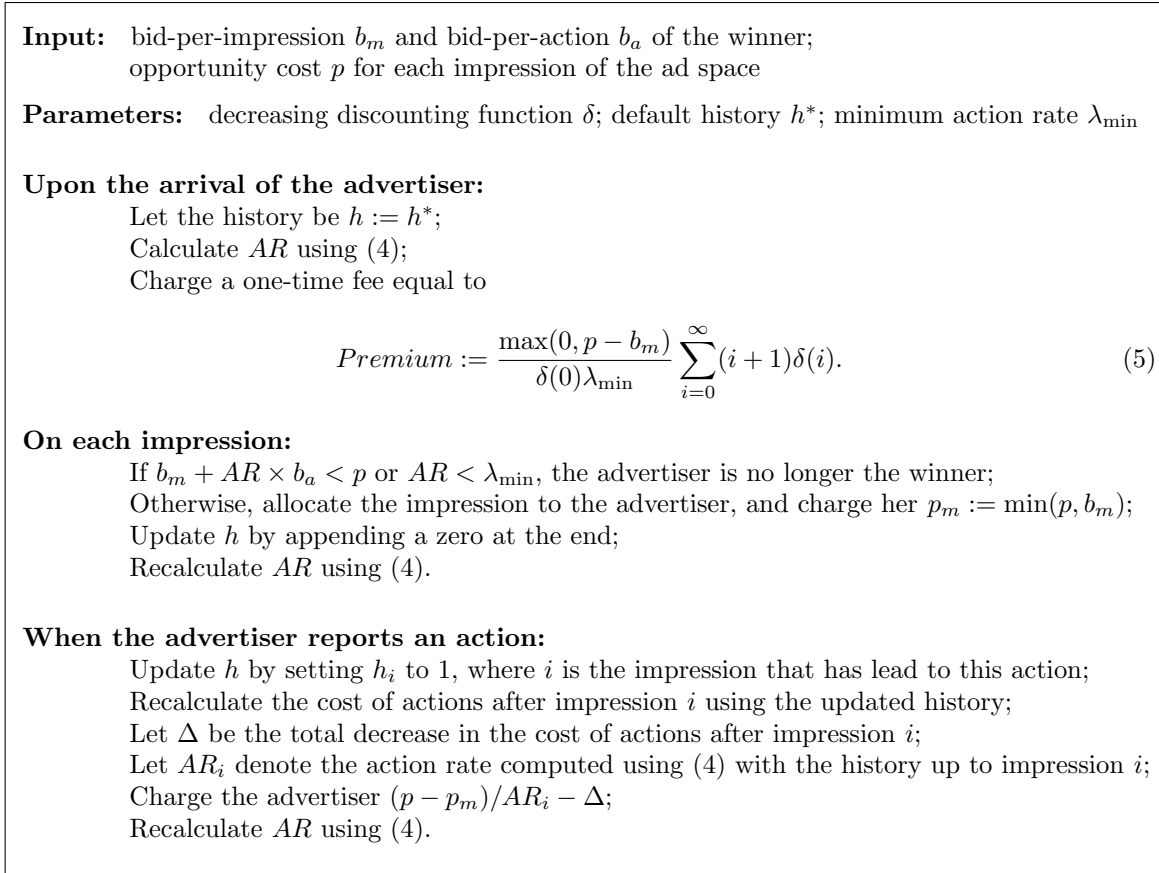 Input: bid-per-impression b_m and bid-per-action b_a of the winner;
opportunity cost p for each impression of the ad space
Parameters: decreasing discounting function δ; default history h*; minimum action rate λ_min
Upon the arrival of the advertiser:
Let the history be h := h*;
Calculate AR using (4);
Charge a one-time fee equal to
Premium := \frac{max(0, p − b_m)}{δ(0)λ_min} \sum_{i=0}^{∞} (i + 1)δ(i). (5)
On each impression:
If b_m + AR × b_a < p or AR < λ_min, the advertiser is no longer the winner;
Otherwise, allocate the impression to the advertiser, and charge her p_m := min(p, b_m);
Update h by appending a zero at the end;
Recalculate AR using (4).
When the advertiser reports an action:
Update h by setting h_i to 1, where i is the impression that has lead to this action;
Recalculate the cost of actions after impression i using the updated history;
Let Δ be the total decrease in the cost of actions after impression i;
Let AR_i denote the action rate computed using (4) with the history up to impression i;
Charge the advertiser (p − p_m)/AR_i − Δ;
Recalculate AR using (4).